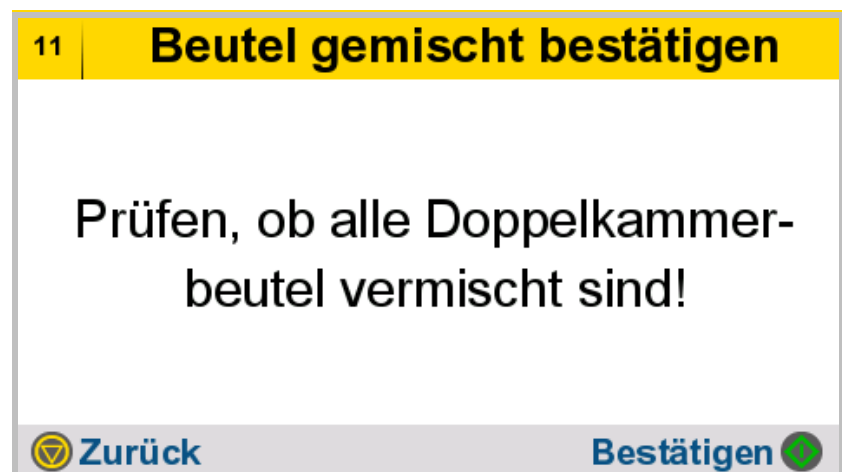 11 Beutel gemischt bestätigen
Prüfen, ob alle Doppelkammer-
beutel vermischt sind!
Zurück Bestätigen